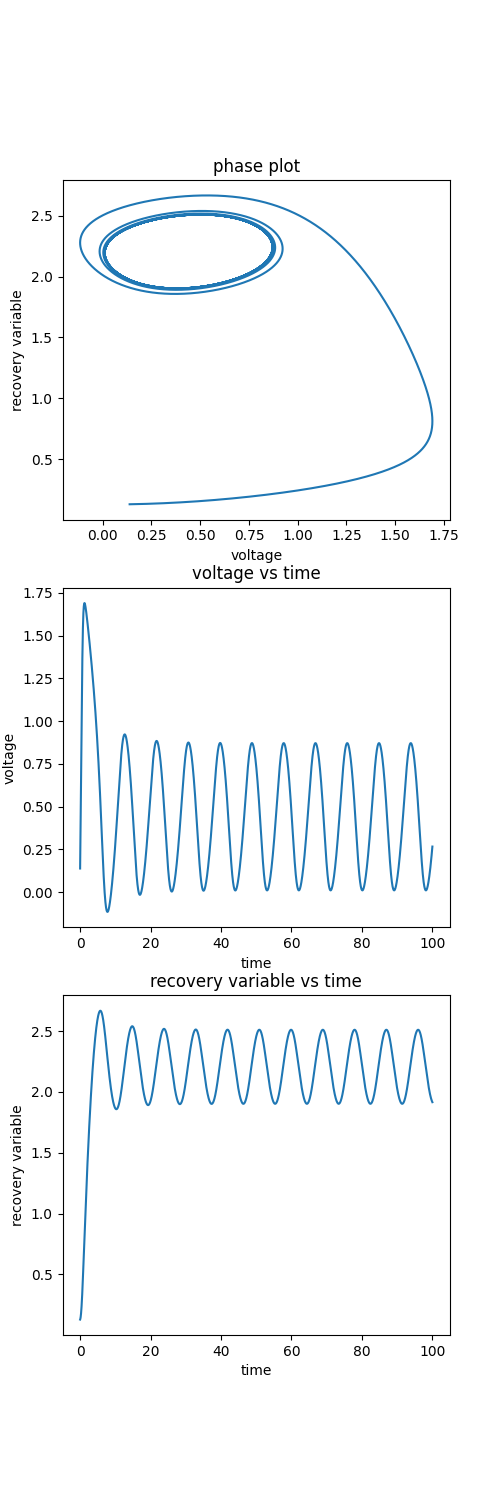 phase plot
2.5
2.0
1.5
1.0
0.5
recovery variable
0.00 0.25 0.50 0.75 1.00 1.25 1.50 1.75
voltage
voltage vs time
1.75
1.50
1.25
1.00
0.75
0.50
0.25
0.00
voltage
0 20 40 60 80 100
time
recovery variable vs time
2.5
2.0
1.5
1.0
0.5
recovery variable
0 20 40 60 80 100
time